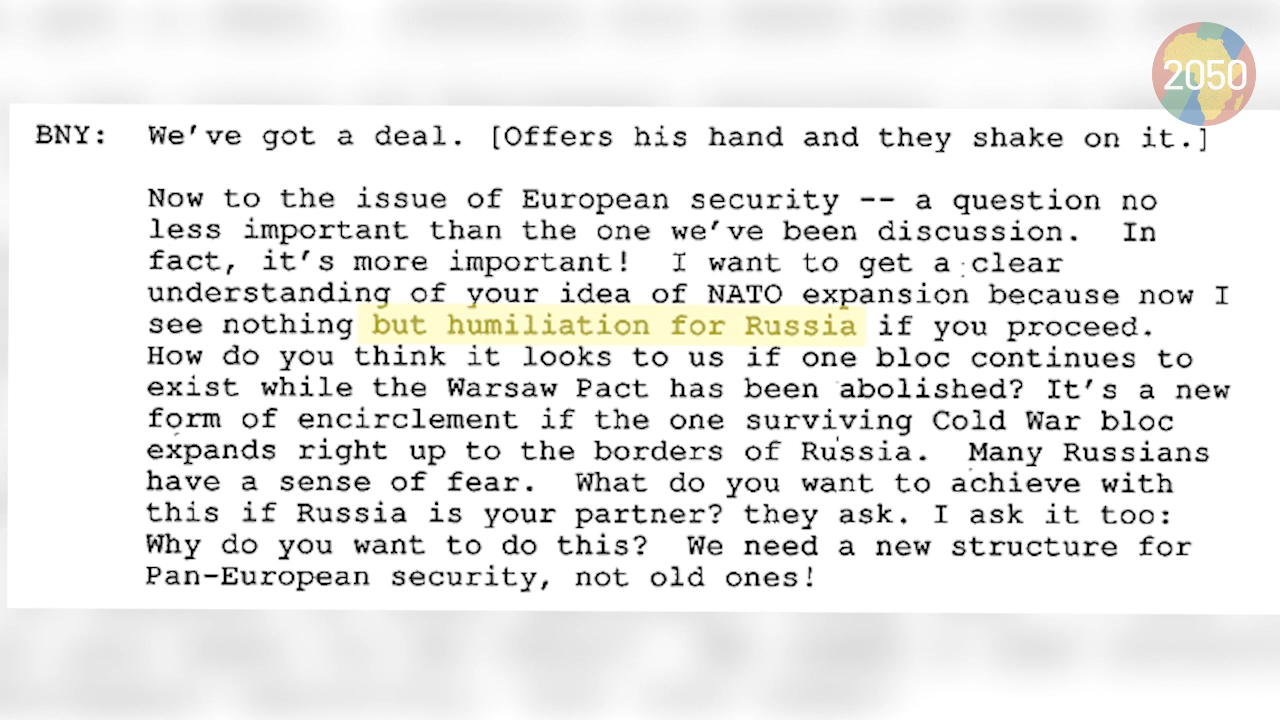 2050
BNY: We've got a deal. [Offers his hand and they shake on it.]
Now to the issue of European security -- a question no
less important than the one we've been discussion. In
fact, it's more important! I want to get a clear
understanding of your idea of NATO expansion because now I
see nothing but humiliation for Russia if you proceed.
How do you think it looks to us if one bloc continues to
exist while the Warsaw Pact has been abolished? It's a new
form of encirclement if the one surviving Cold War bloc
expands right up to the borders of Russia. Many Russians
have a sense of fear. What do you want to achieve with
this if Russia is your partner? they ask. I ask it too:
Why do you want to do this? We need a new structure for
Pan-European security, not old ones!